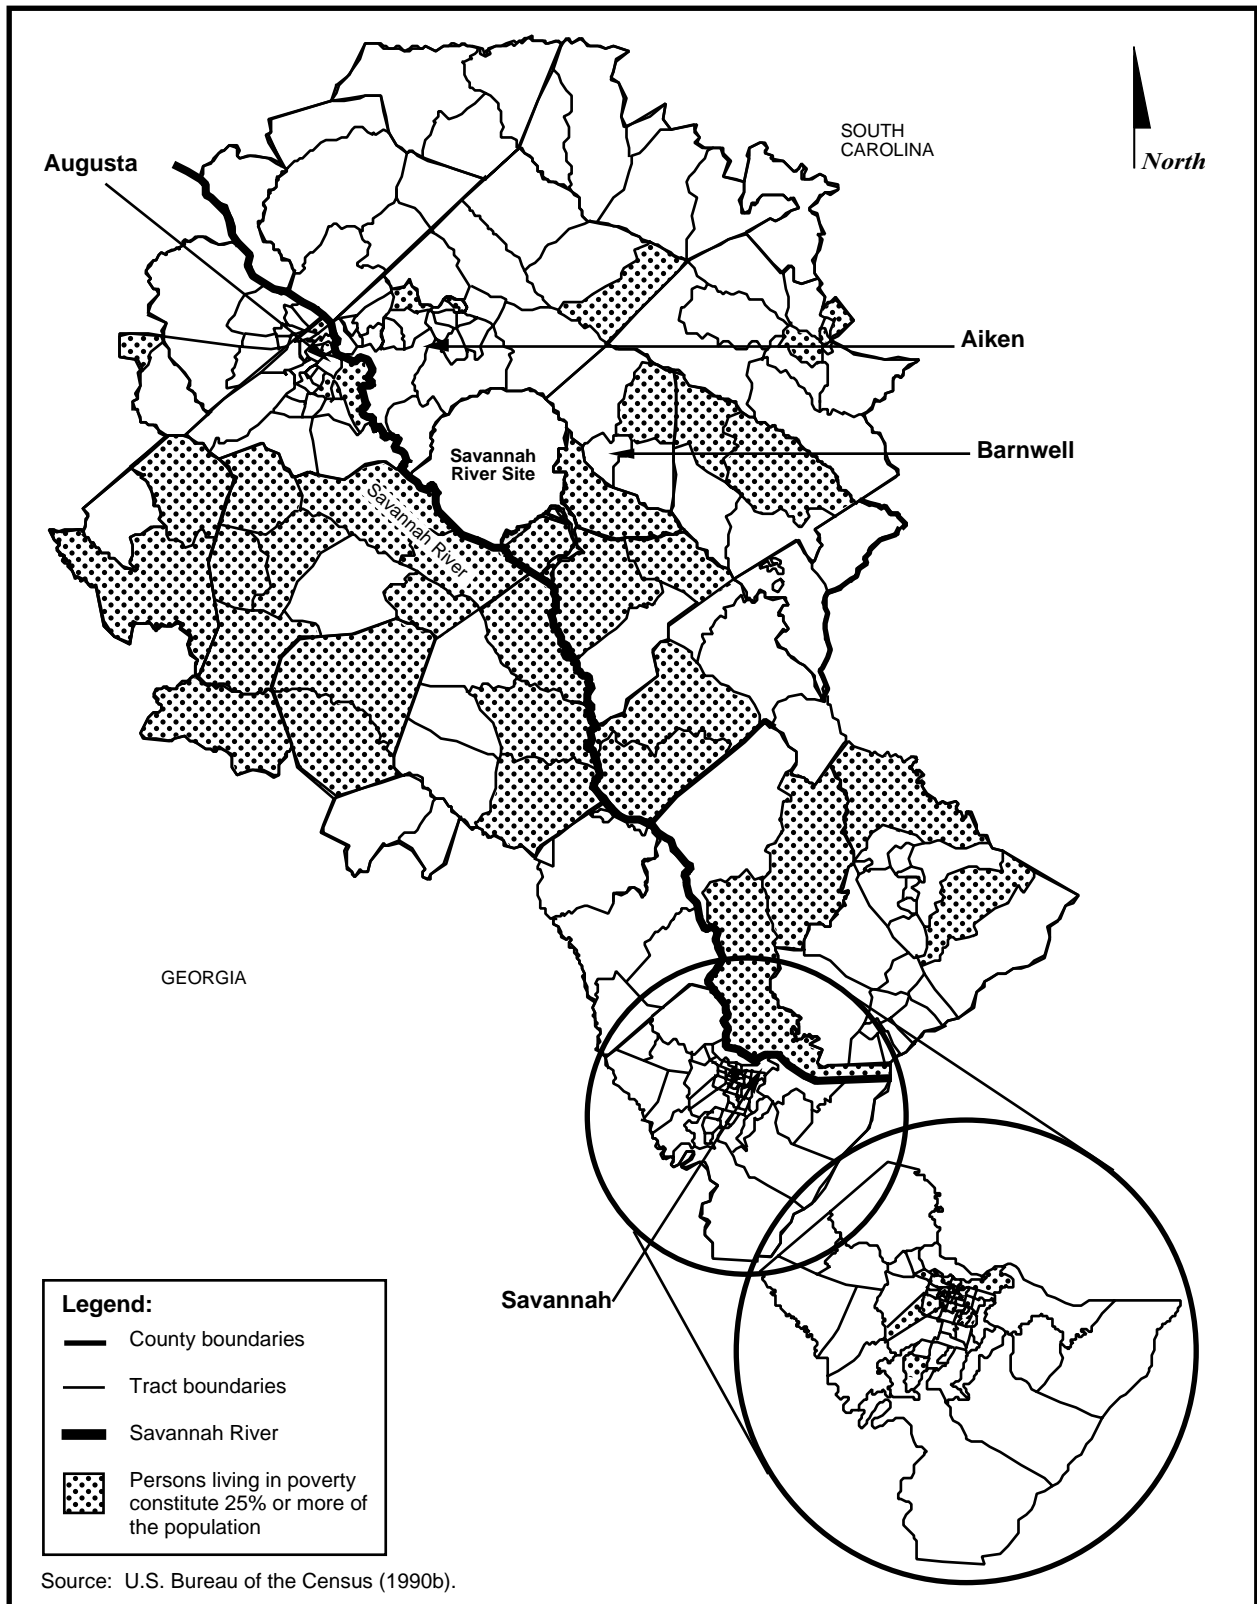 SOUTH
CAROLINA
North
Augusta
Aiken
Barnwell
Savannah
River Site
Savannah River
GEORGIA
Savannah
Legend:
County boundaries
Tract boundaries
Savannah River
Persons living in poverty
constitute 25% or more of
the population
Source: U.S. Bureau of the Census (1990b).